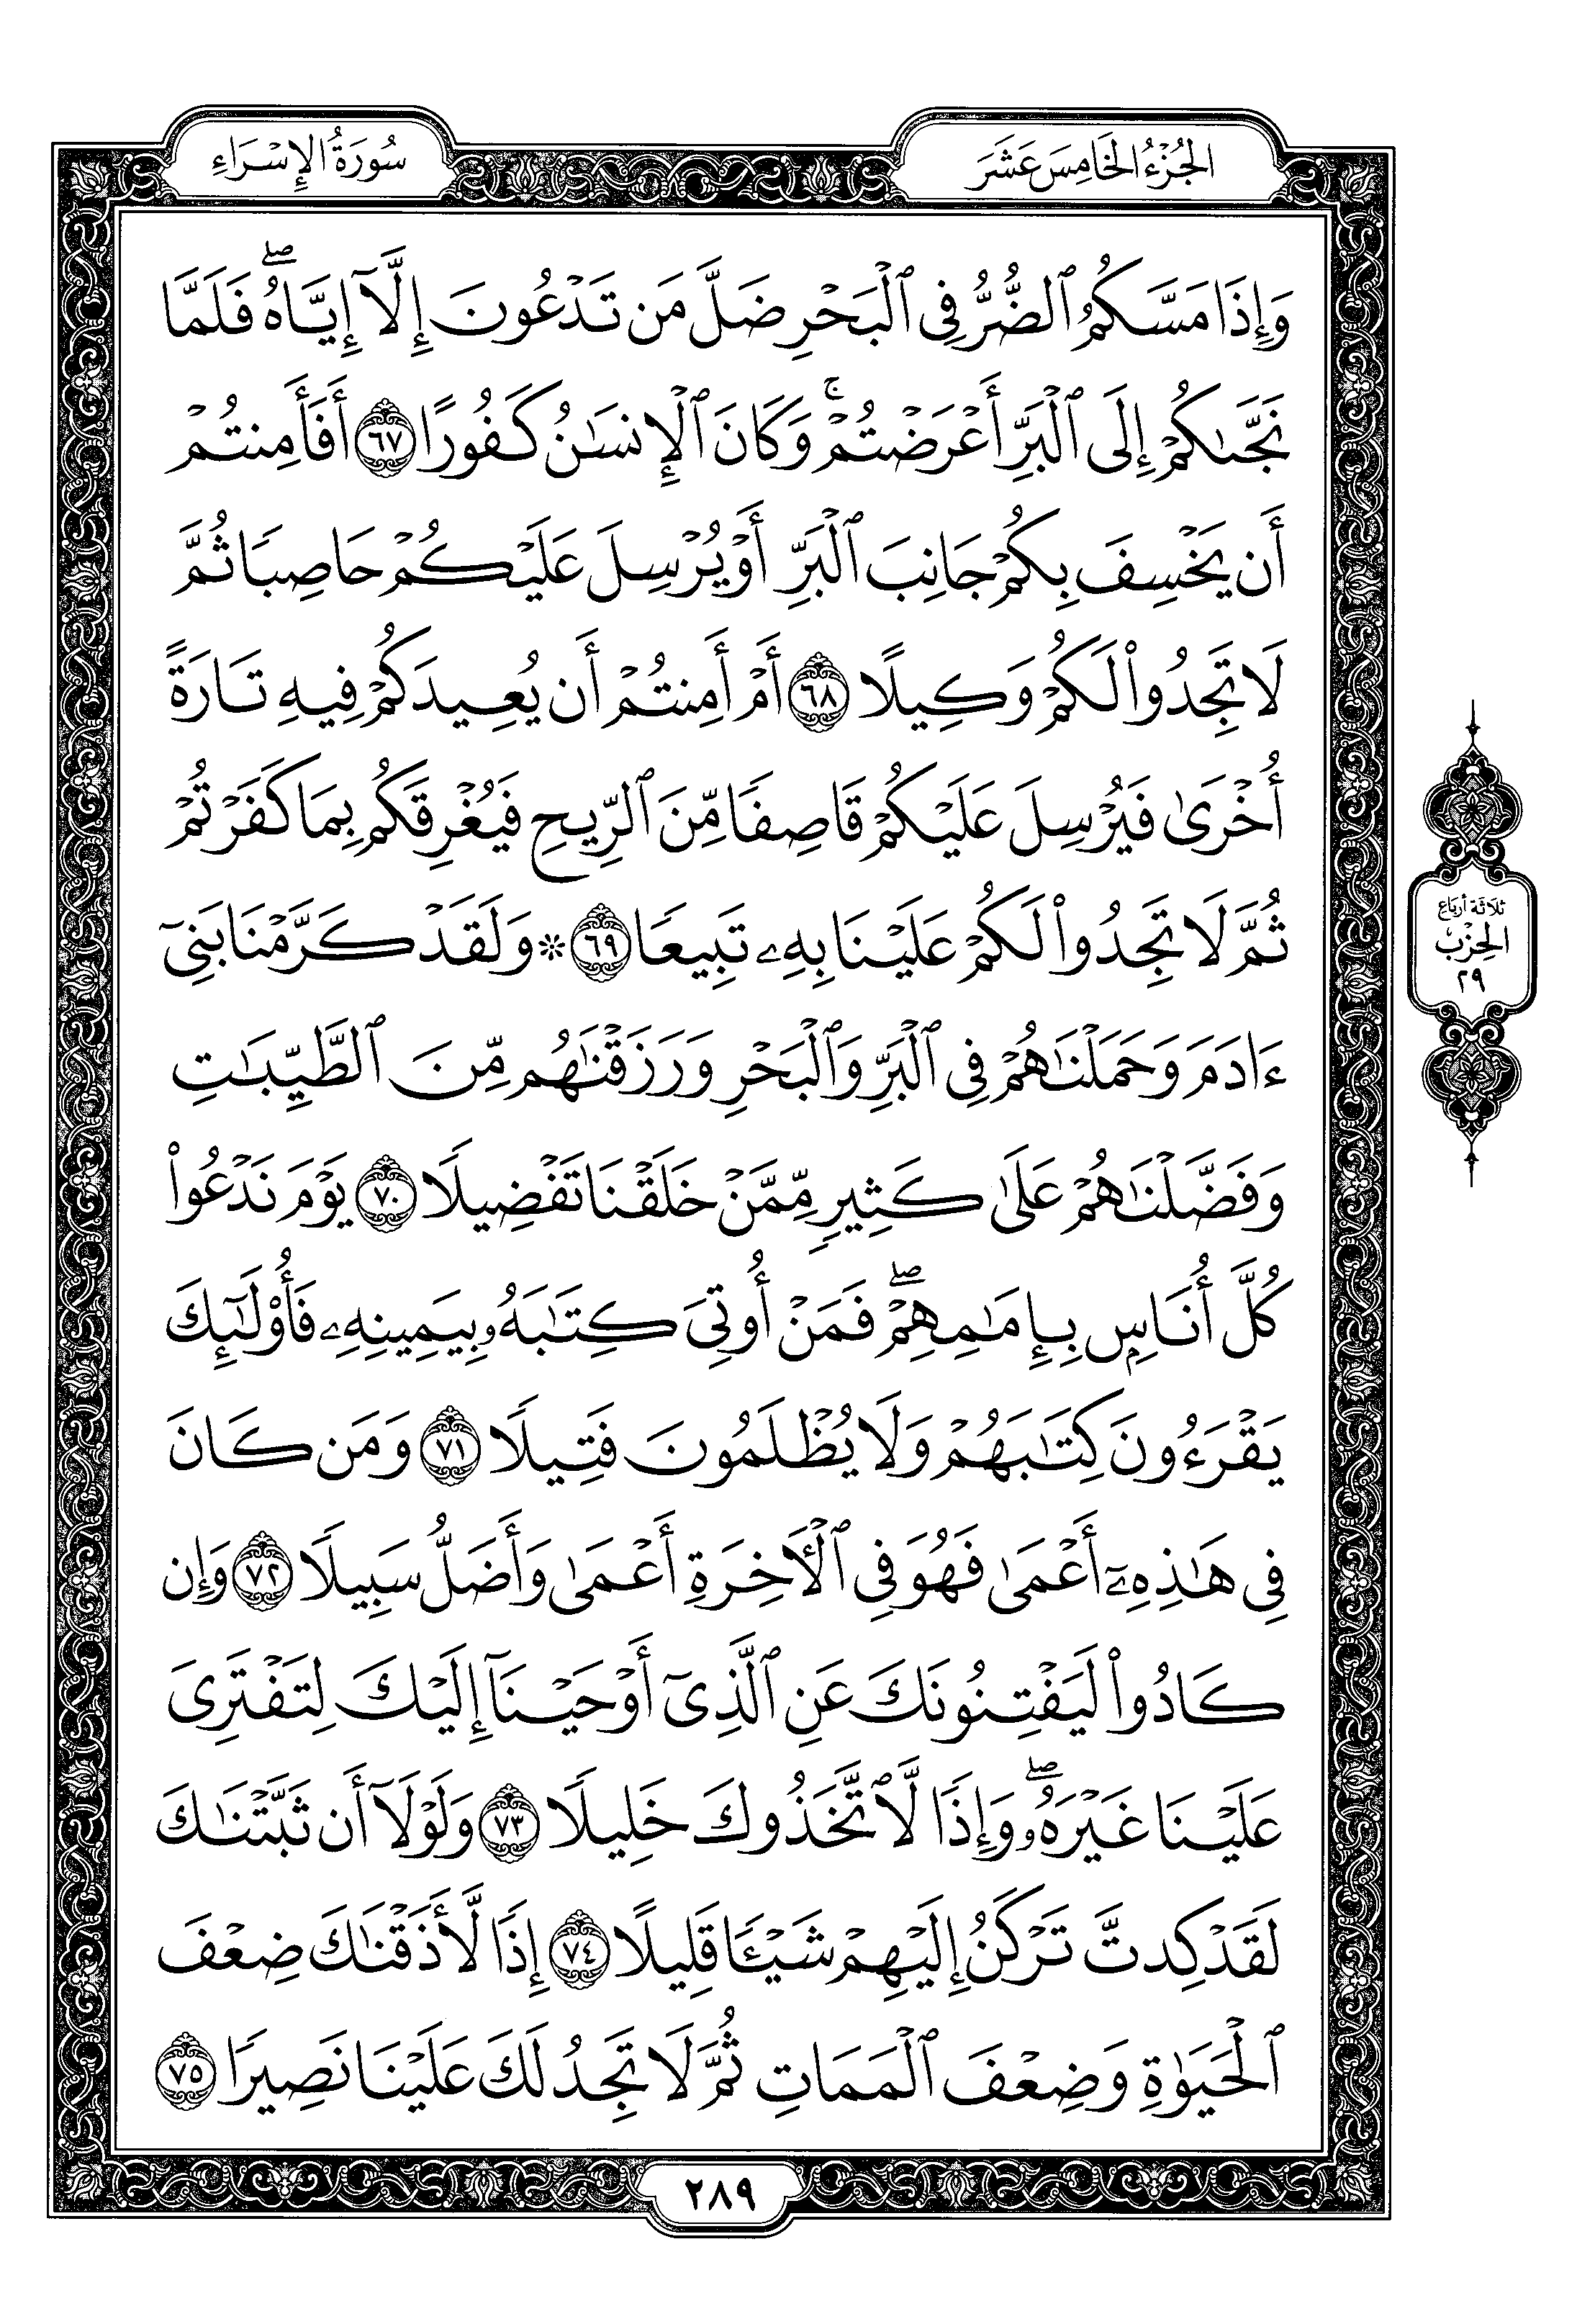 الجُزْءُ الخَامِسَ عَشَرَ
سُورَةُ الإِسْرَاءِ
وَإِذَا مَسَّكُمُ ٱلضُّرُّ فِى ٱلْبَحْرِ ضَلَّ مَن تَدْعُونَ إِلَّآ إِيَّاهُ ۖ فَلَمَّا
نَجَّىٰكُمْ إِلَى ٱلْبَرِّ أَعْرَضْتُمْ ۚ وَكَانَ ٱلْإِنسَٰنُ كَفُورًا ٦٧ أَفَأَمِنتُمْ
أَن يَخْسِفَ بِكُمْ جَانِبَ ٱلْبَرِّ أَوْ يُرْسِلَ عَلَيْكُمْ حَاصِبًا ثُمَّ
لَا تَجِدُوا۟ لَكُمْ وَكِيلًا ٦٨ أَمْ أَمِنتُمْ أَن يُعِيدَكُمْ فِيهِ تَارَةً
أُخْرَىٰ فَيُرْسِلَ عَلَيْكُمْ قَاصِفًا مِّنَ ٱلرِّيحِ فَيُغْرِقَكُم بِمَا كَفَرْتُمْ
ثُمَّ لَا تَجِدُوا۟ لَكُمْ عَلَيْنَا بِهِۦ تَبِيعًا ٦٩ * وَلَقَدْ كَرَّمْنَا بَنِىٓ
ءَادَمَ وَحَمَلْنَٰهُمْ فِى ٱلْبَرِّ وَٱلْبَحْرِ وَرَزَقْنَٰهُم مِّنَ ٱلطَّيِّبَٰتِ
وَفَضَّلْنَٰهُمْ عَلَىٰ كَثِيرٍ مِّمَّنْ خَلَقْنَا تَفْضِيلًا ٧٠ يَوْمَ نَدْعُوا۟
كُلَّ أُنَاسٍۭ بِإِمَٰمِهِمْ ۖ فَمَنْ أُوتِىَ كِتَٰبَهُۥ بِيَمِينِهِۦ فَأُو۟لَٰٓئِكَ
يَقْرَءُونَ كِتَٰبَهُمْ وَلَا يُظْلَمُونَ فَتِيلًا ٧١ وَمَن كَانَ
فِى هَٰذِهِۦٓ أَعْمَىٰ فَهُوَ فِى ٱلْءَاخِرَةِ أَعْمَىٰ وَأَضَلُّ سَبِيلًا ٧٢ وَإِن
كَادُوا۟ لَيَفْتِنُونَكَ عَنِ ٱلَّذِىٓ أَوْحَيْنَآ إِلَيْكَ لِتَفْتَرِىَ
عَلَيْنَا غَيْرَهُۥ ۖ وَإِذًا لَّٱتَّخَذُوكَ خَلِيلًا ٧٣ وَلَوْلَآ أَن ثَبَّتْنَٰكَ
لَقَدْ كِدتَّ تَرْكَنُ إِلَيْهِمْ شَيْـًٔا قَلِيلًا ٧٤ إِذًا لَّأَذَقْنَٰكَ ضِعْفَ
ٱلْحَيَوٰةِ وَضِعْفَ ٱلْمَمَاتِ ثُمَّ لَا تَجِدُ لَكَ عَلَيْنَا نَصِيرًا ٧٥
ثلاثة أرباع
الحِزْب
٢٩
٢٨٩